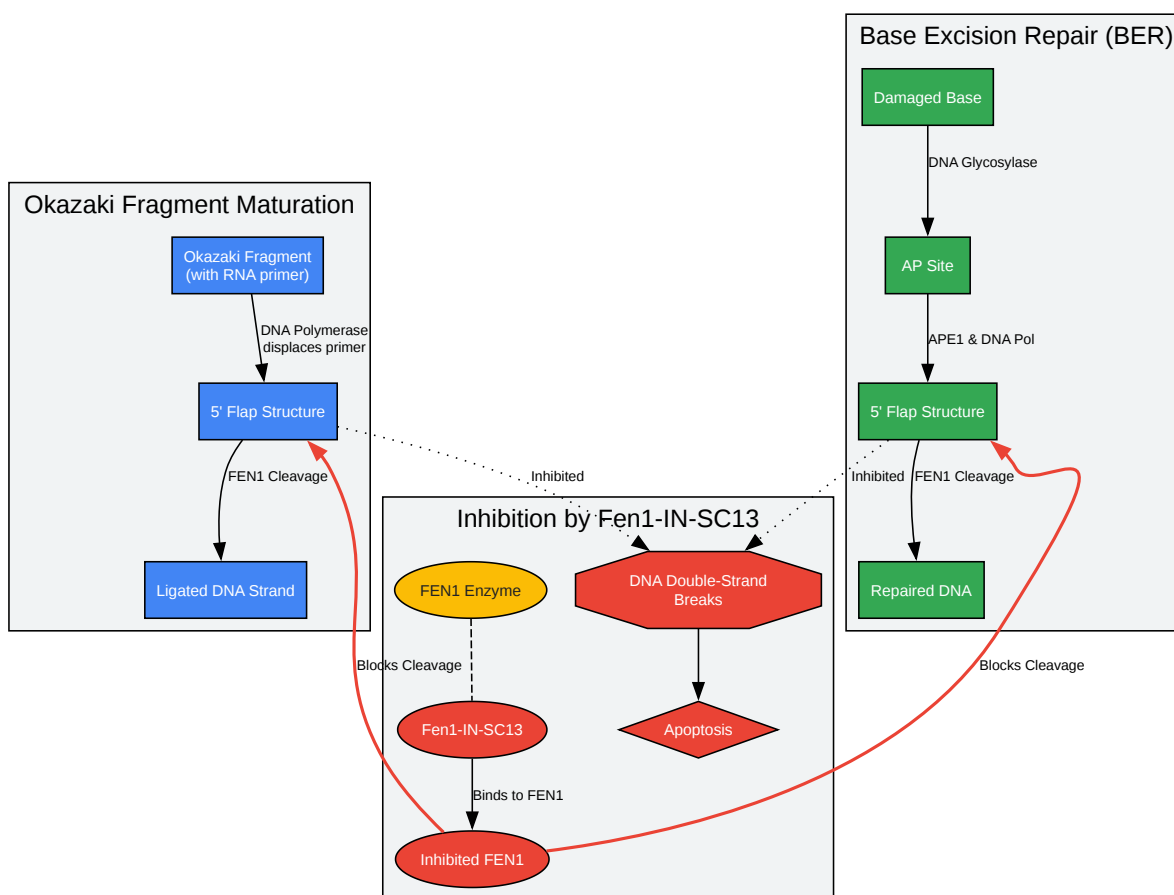 Base Excision Repair (BER)
Damaged Base
DNA Glycosylase
AP Site
APE1 & DNA Pol
5' Flap Structure
Inhibited
FEN1 Cleavage
Repaired DNA
Blocks Cleavage
Okazaki Fragment Maturation
Okazaki Fragment
(with RNA primer)
DNA Polymerase
displaces primer
5' Flap Structure
FEN1 Cleavage
Inhibited
Ligated DNA Strand
Blocks Cleavage
Inhibition by Fen1-IN-SC13
FEN1 Enzyme
DNA Double-Strand
Breaks
Fen1-IN-SC13
Apoptosis
Binds to FEN1
Inhibited FEN1